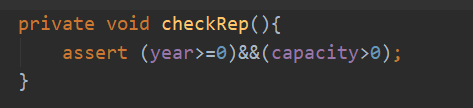 private void checkRep(){
    assert (year>=0)&&(capacity>0);
}